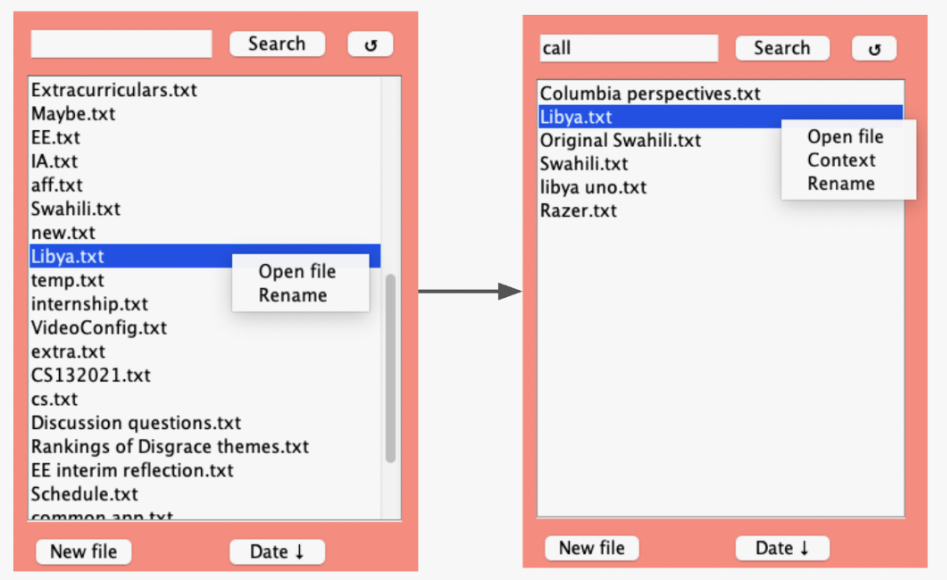 Search ↺
Extracurriculars.txt
Maybe.txt
EE.txt
IA.txt
aff.txt
Swahili.txt
new.txt
Libya.txt
Open file
Rename
temp.txt
internship.txt
VideoConfig.txt
extra.txt
CS132021.txt
cs.txt
Discussion questions.txt
Rankings of Disgrace themes.txt
EE interim reflection.txt
Schedule.txt
common app.txt
New file Date ↓
call Search ↺
Columbia perspectives.txt
Libya.txt
Original Swahili.txt
Swahili.txt
libya uno.txt
Razer.txt
Open file
Context
Rename
New file Date ↓